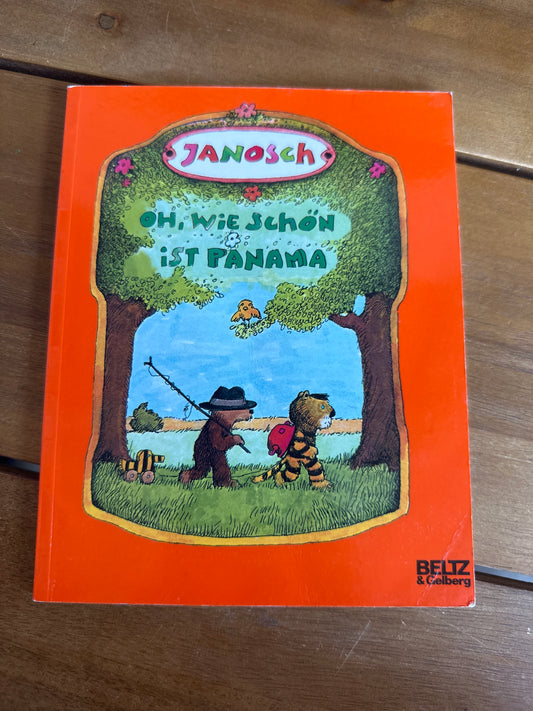 JANOSCH
OH, WIE SCHÖN
IST PANAMA
BELTZ
& Gelberg